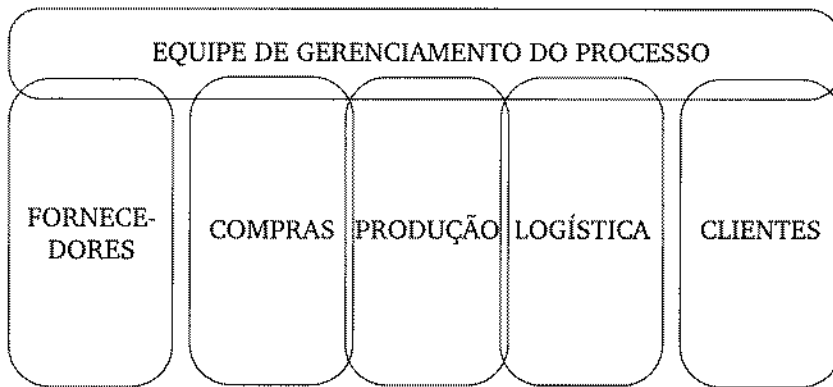 EQUIPE DE GERENCIAMENTO DO PROCESSO
FORNECE-
DORES
COMPRAS
PRODUÇÃO
LOGÍSTICA
CLIENTES